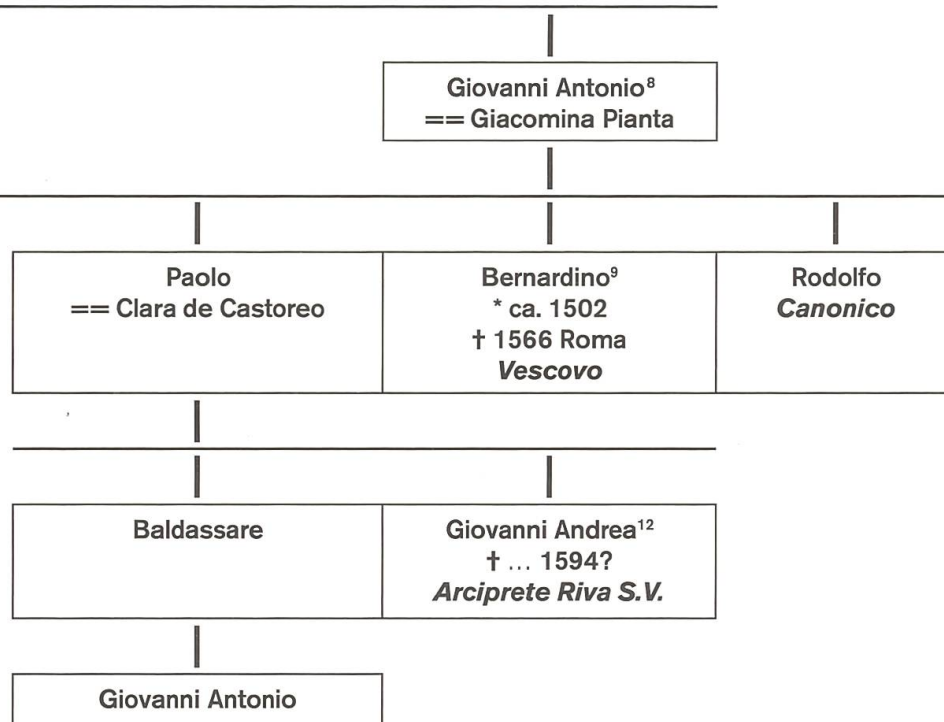 Giovanni Antonio⁸
== Giacomina Pianta
Paolo
== Clara de Castoreo
Bernardino⁹
* ca. 1502
† 1566 Roma
Vescovo
Rodolfo
Canonico
Baldassare
Giovanni Andrea¹²
† ... 1594?
Arciprete Riva S.V.
Giovanni Antonio